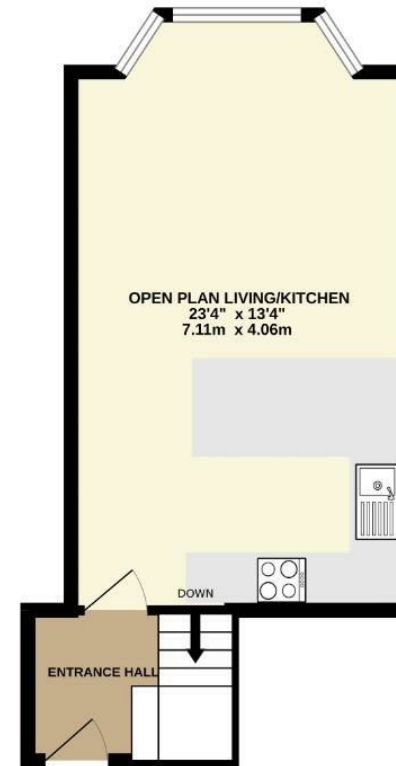 OPEN PLAN LIVING/KITCHEN
23'4" x 13'4"
7.11m x 4.06m
DOWN
ENTRANCE HALL